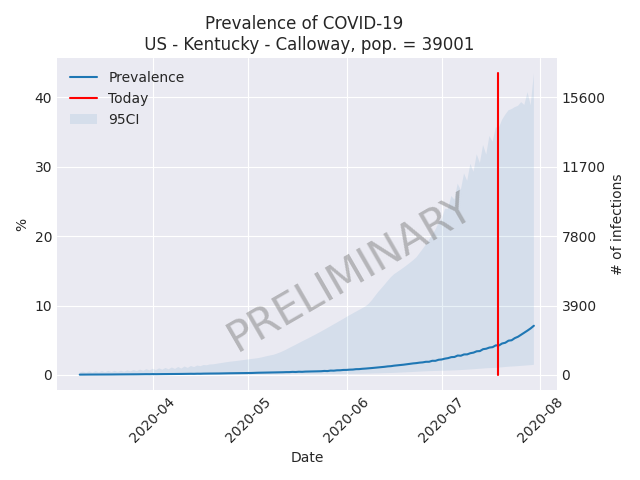 Prevalence of COVID-19
US - Kentucky - Calloway, pop. = 39001
Prevalence
Today
95CI
PRELIMINARY
40
30
20
10
0
%
15600
11700
7800
3900
0
# of infections
2020-04
2020-05
2020-06
2020-07
2020-08
Date